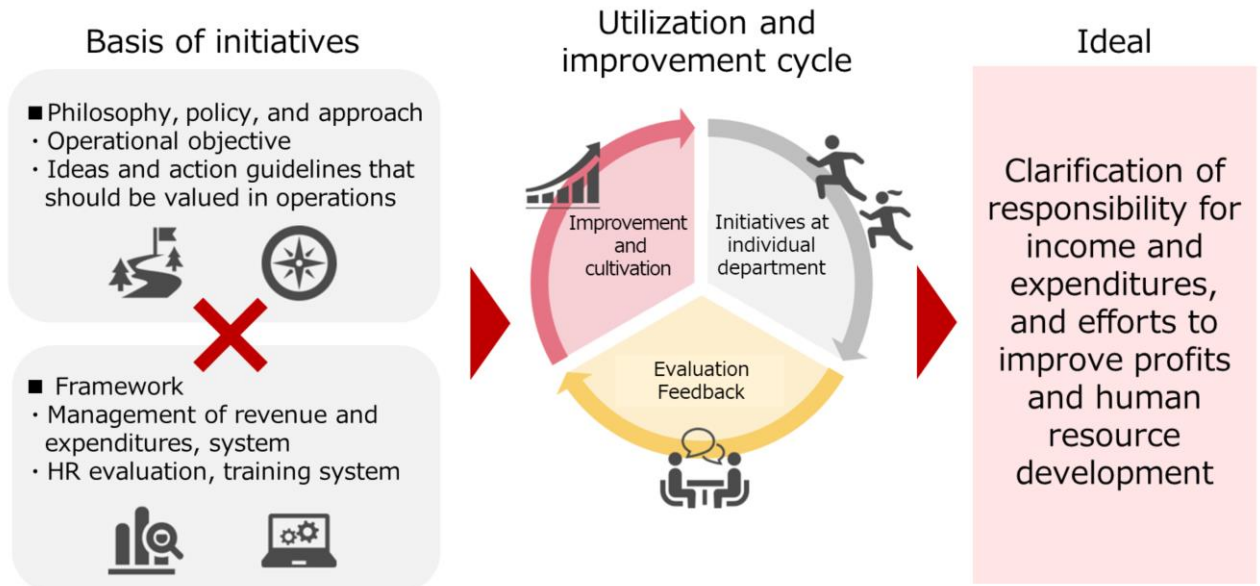 Basis of initiatives
■ Philosophy, policy, and approach
・Operational objective
・Ideas and action guidelines that
should be valued in operations
■ Framework
・Management of revenue and
expenditures, system
・HR evaluation, training system
Utilization and
improvement cycle
Improvement
and
cultivation
Initiatives at
individual
department
Evaluation
Feedback
Ideal
Clarification of
responsibility for
income and
expenditures,
and efforts to
improve profits
and human
resource
development